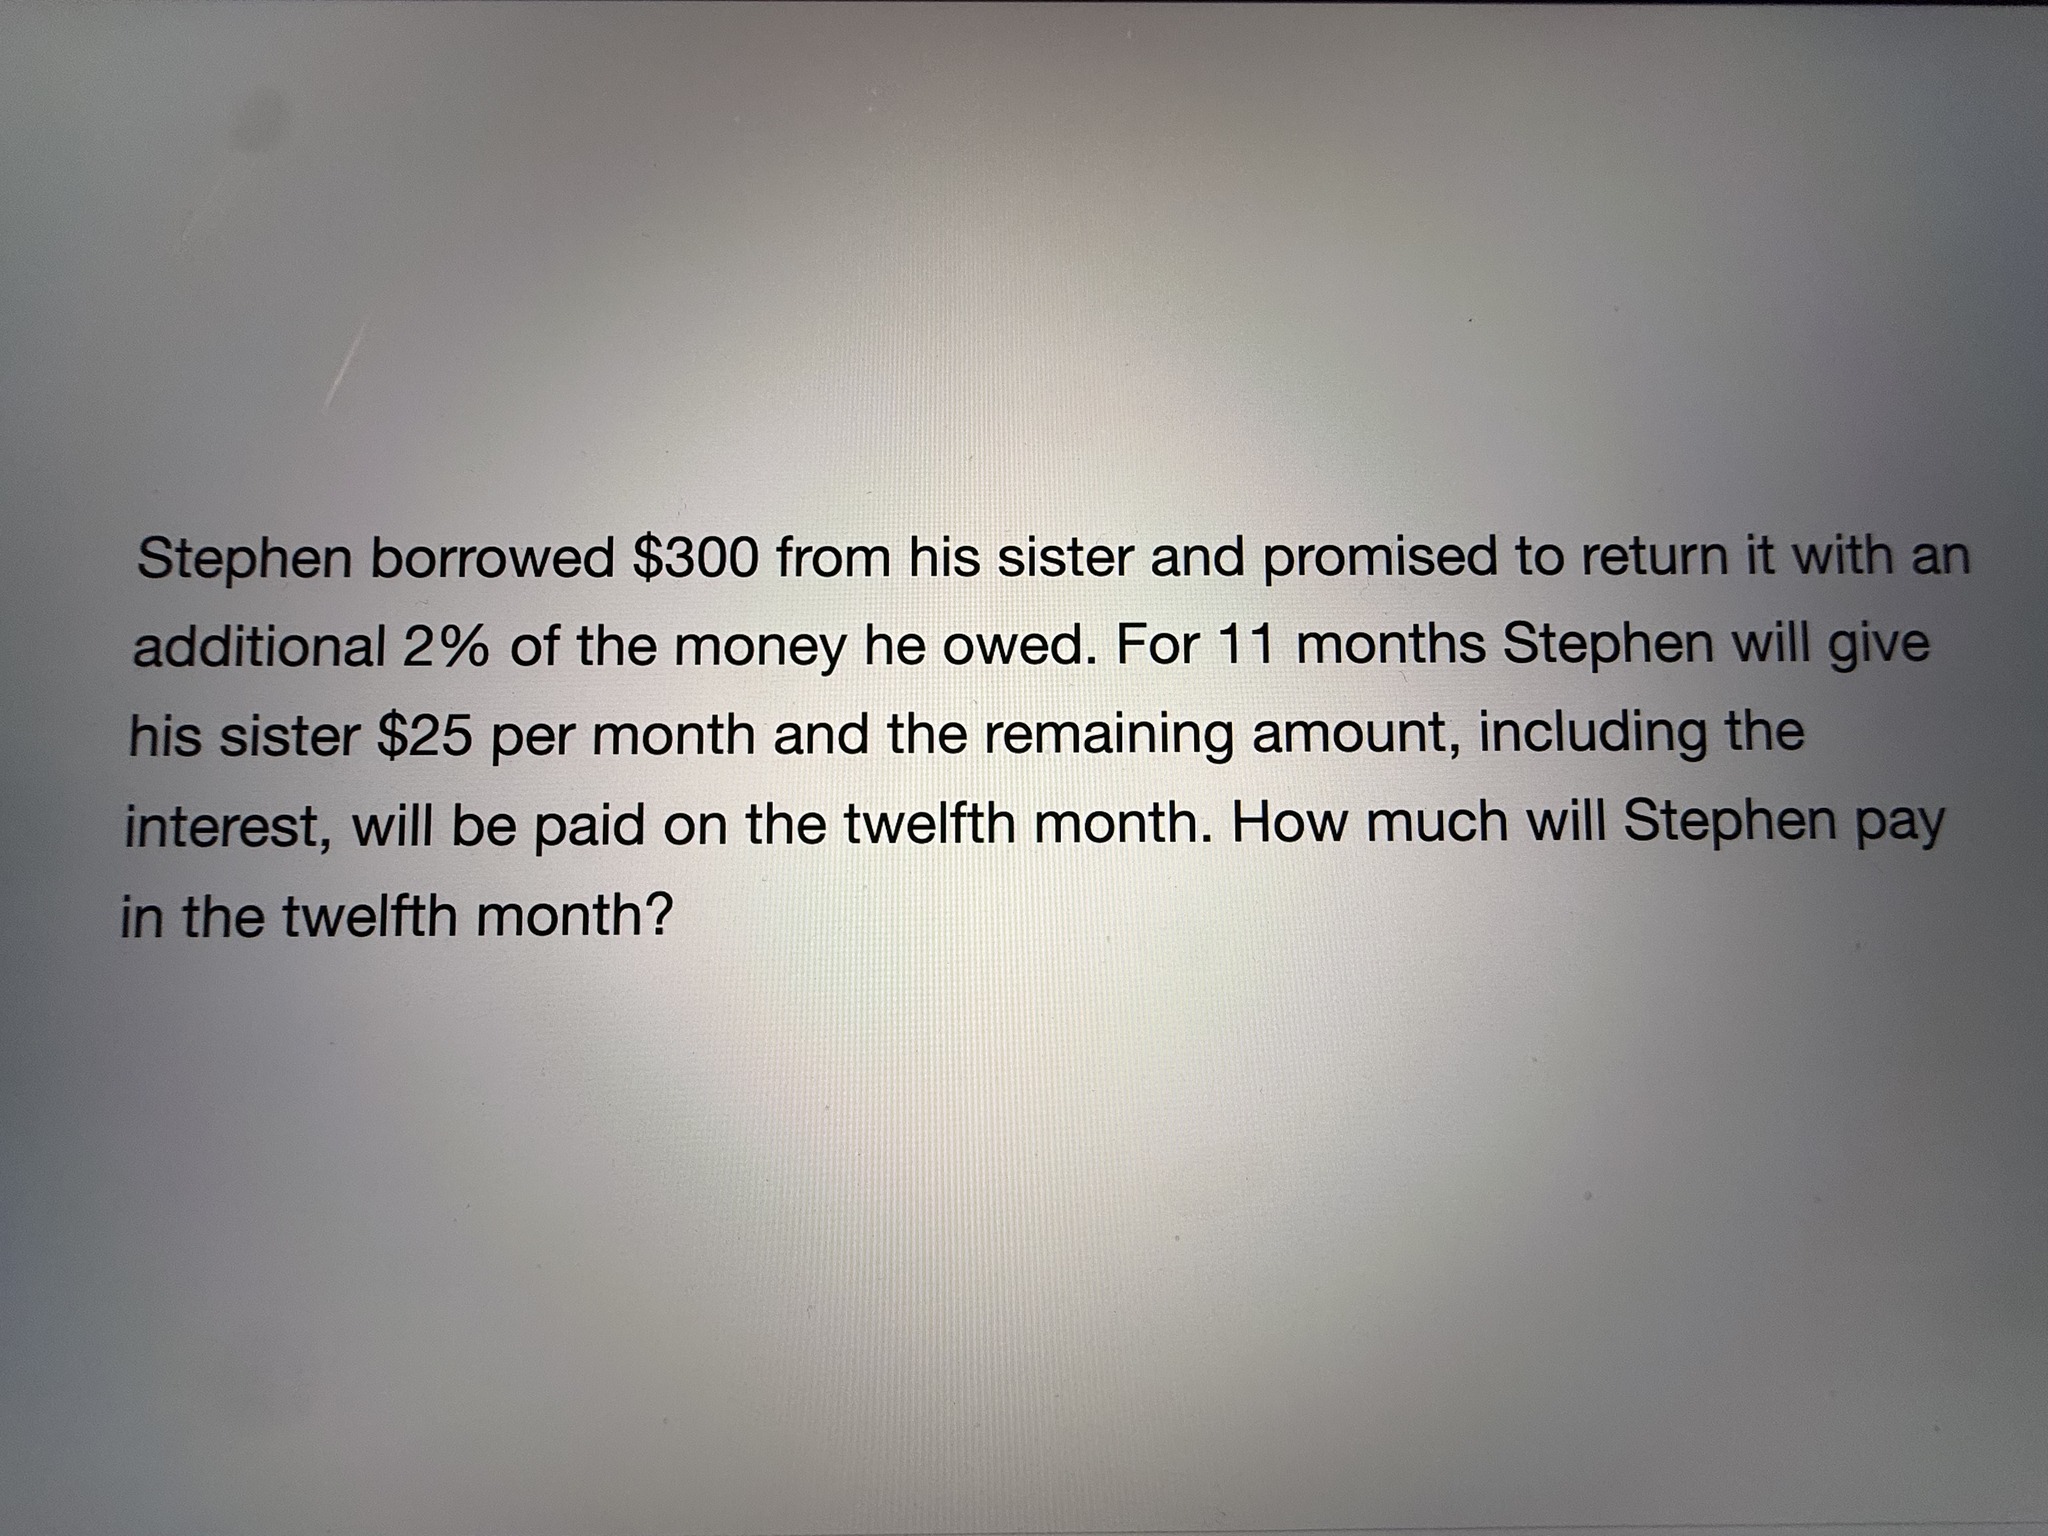 Stephen borrowed $300 from his sister and promised to return it with an
additional 2% of the money he owed. For 11 months Stephen will give
his sister $25 per month and the remaining amount, including the
interest, will be paid on the twelfth month. How much will Stephen pay
in the twelfth month?